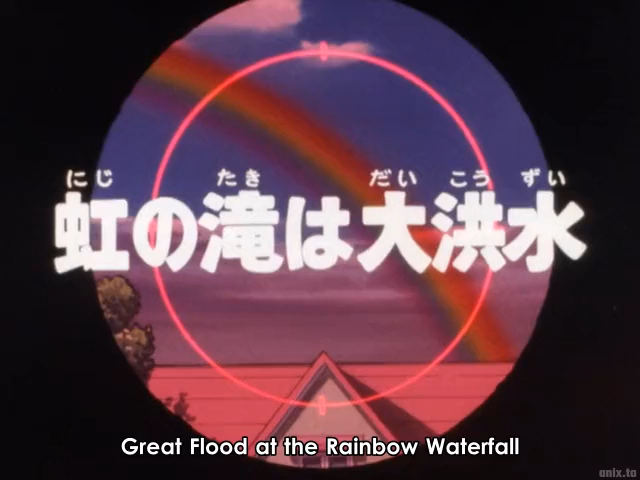 にじ たき だい こう ずい
虹の滝は大洪水
Great Flood at the Rainbow Waterfall
anix.to